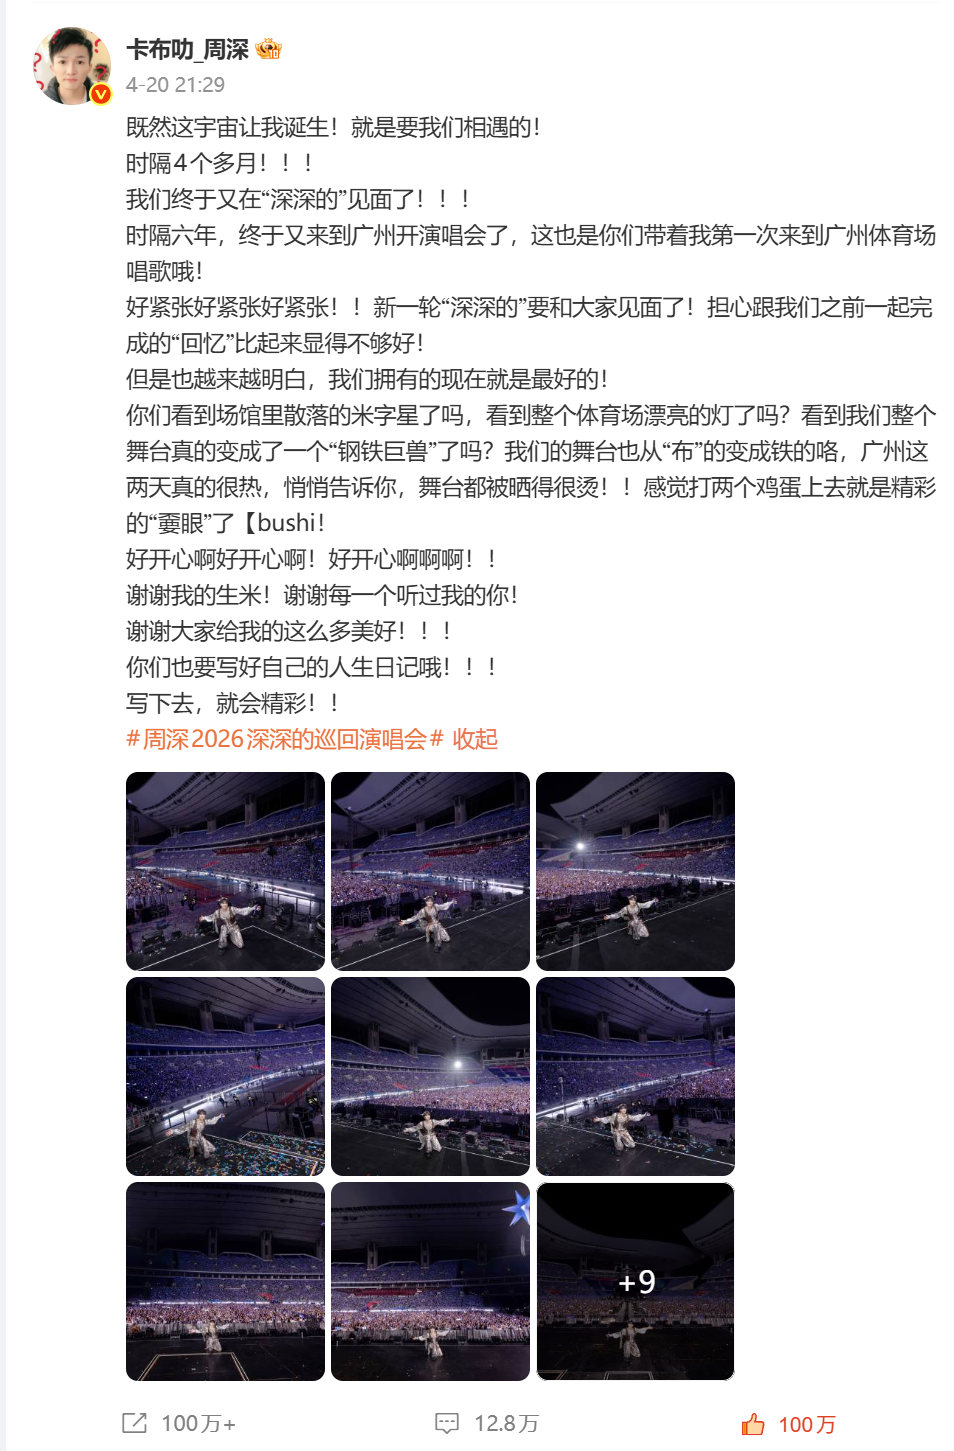 卡布叻_周深
4-20 21:29
既然这宇宙让我诞生！就是要我们相遇的！
时隔4个多月！！！
我们终于又在“深深的”见面了！！！
时隔六年，终于又来到广州开演唱会了，这也是你们带着我第一次来到广州体育场
唱歌哦！
好紧张好紧张好紧张！！新一轮“深深的”要和大家见面了！担心跟我们之前一起完
成的“回忆”比起来显得不够好！
但是也越来越明白，我们拥有的现在就是最好的！
你们看到场馆里散落的米字星了吗，看到整个体育场漂亮的灯了吗？看到我们整个
舞台真的变成了一个“钢铁巨兽”了吗？我们的舞台也从“布”的变成铁的咯，广州这
两天真的很热，悄悄告诉你，舞台都被晒得很烫！！感觉打两个鸡蛋上去就是精彩
的“嫑眼”了【bushi！
好开心啊好开心啊！好开心啊啊啊！！
谢谢我的生米！谢谢每一个听过我的你！
谢谢大家给我的这么多美好！！！
你们也要写好自己的人生日记哦！！！
写下去，就会精彩！！
#周深2026深深的巡回演唱会# 收起
+9
100万+
12.8万
100万